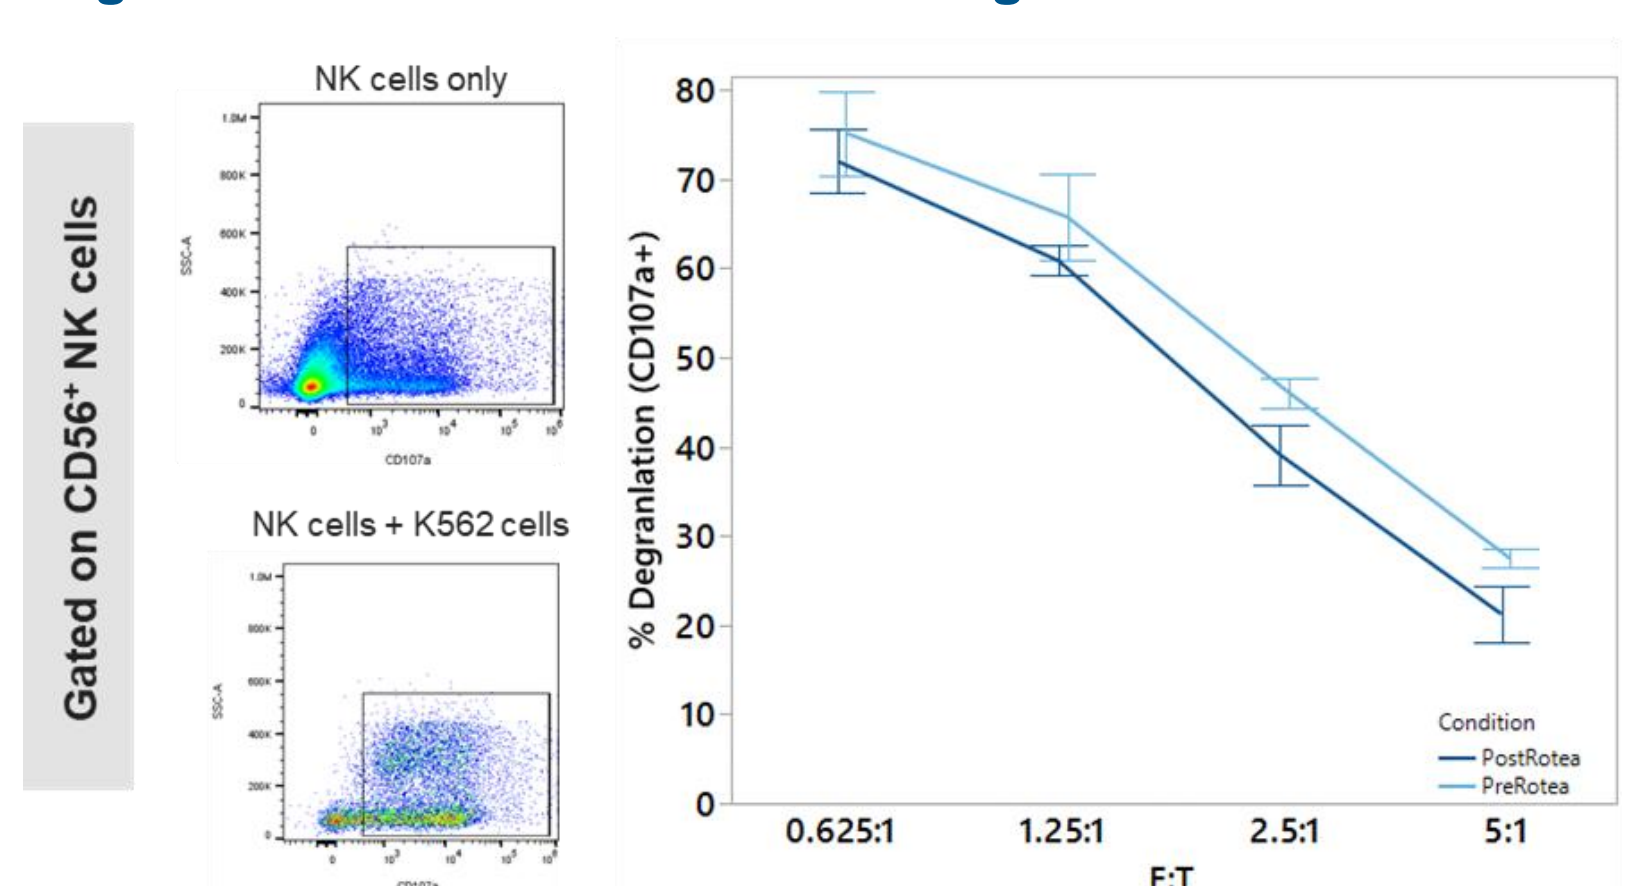 Gated on CD56⁺ NK cells
NK cells only
1.0M
800K
600K
400K
200K
0
SSC-A
0 10³ 10⁴ 10⁵ 10⁶
CD107a
NK cells + K562 cells
1.0M
800K
600K
400K
200K
0
SSC-A
0 10³ 10⁴ 10⁵ 10⁶
CD107a
% Degranlation (CD107a+)
80
70
60
50
40
30
20
10
0
Condition
PostRotea
PreRotea
0.625:1 1.25:1 2.5:1 5:1
E:T